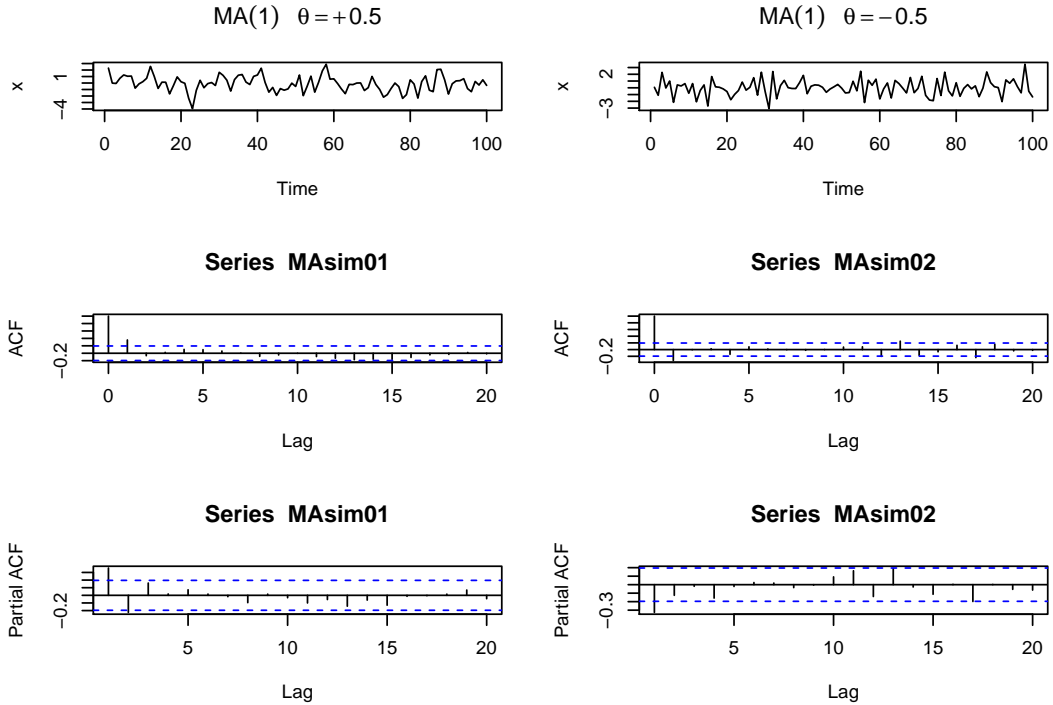 MA(1) θ = +0.5
x
1
−4
0 20 40 60 80 100
Time
MA(1) θ = −0.5
x
2
−3
0 20 40 60 80 100
Time
Series MAsim01
ACF
−0.2
0 5 10 15 20
Lag
Series MAsim02
ACF
−0.2
0 5 10 15 20
Lag
Series MAsim01
Partial ACF
−0.2
5 10 15 20
Lag
Series MAsim02
Partial ACF
−0.3
5 10 15 20
Lag